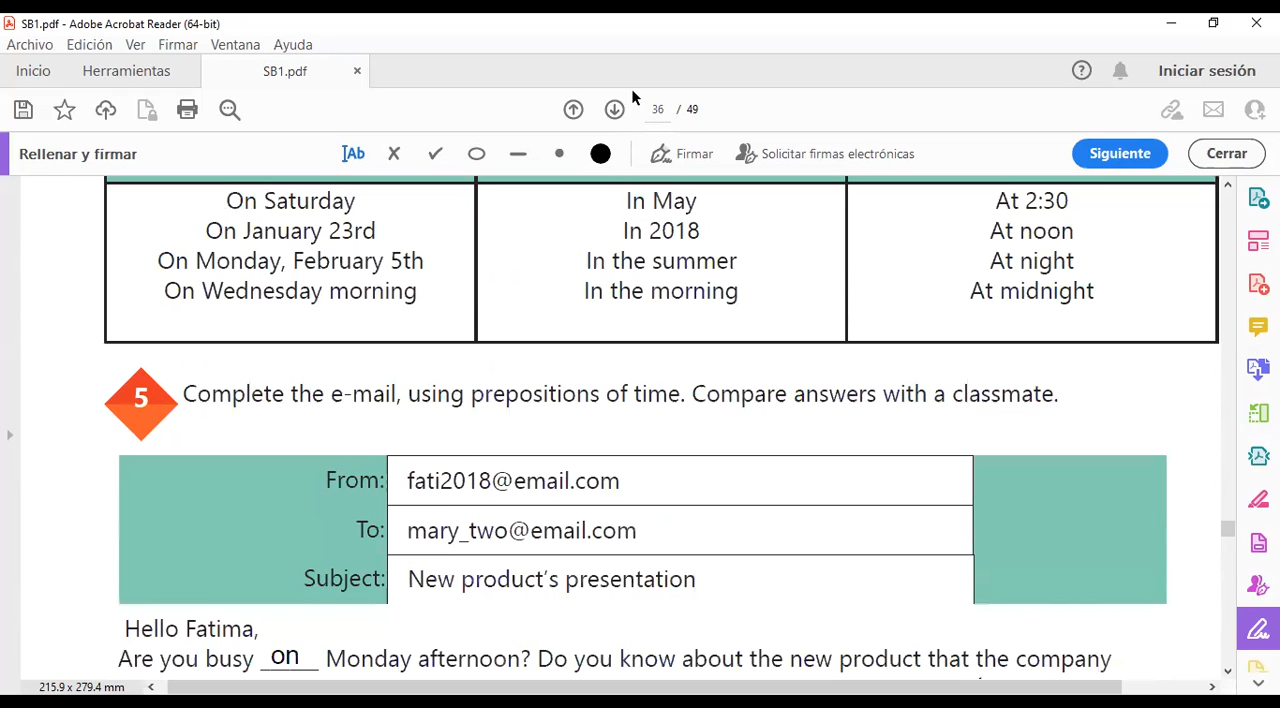 SB1.pdf - Adobe Acrobat Reader (64-bit)
Archivo Edición Ver Firmar Ventana Ayuda
Inicio Herramientas SB1.pdf × Iniciar sesión
36 / 49
Rellenar y firmar Ab Firmar Solicitar firmas electrónicas Siguiente Cerrar
On Saturday In May At 2:30
On January 23rd In 2018 At noon
On Monday, February 5th In the summer At night
On Wednesday morning In the morning At midnight
5 Complete the e-mail, using prepositions of time. Compare answers with a classmate.
From: fati2018@email.com
To: mary_two@email.com
Subject: New product's presentation
Hello Fatima,
Are you busy on Monday afternoon? Do you know about the new product that the company
215.9 x 279.4 mm